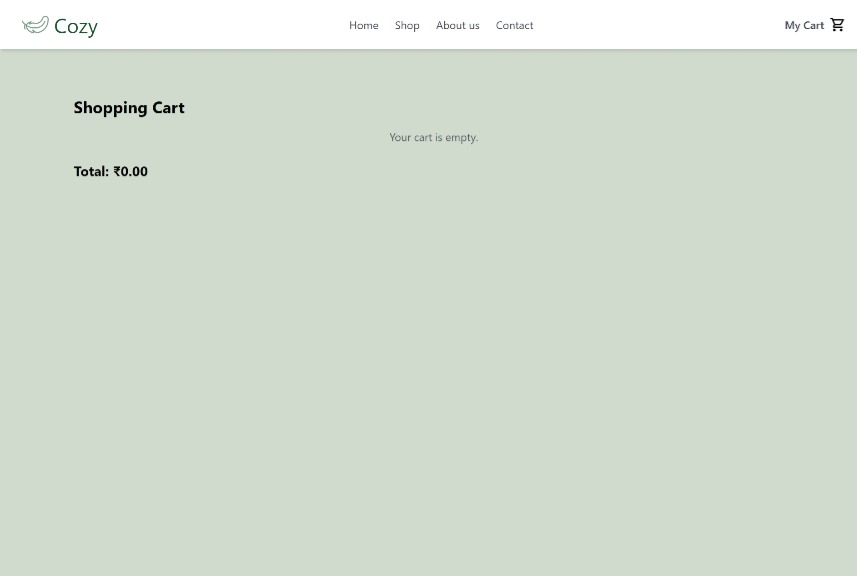 Cozy
Home Shop About us Contact
My Cart
Shopping Cart
Your cart is empty.
Total: ₹0.00